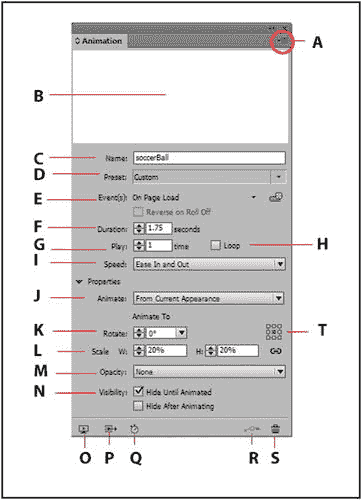 Animation
A
B
C Name: soccerBall
D Preset: Custom
E Event(s): On Page Load
Reverse on Roll Off
F Duration: 1.75 seconds
G Play: 1 time Loop H
I Speed: Ease In and Out
Properties
J Animate: From Current Appearance
Animate To
K Rotate: 0° T
L Scale W: 20% H: 20%
M Opacity: None
N Visibility: Hide Until Animated
Hide After Animating
O P Q R S